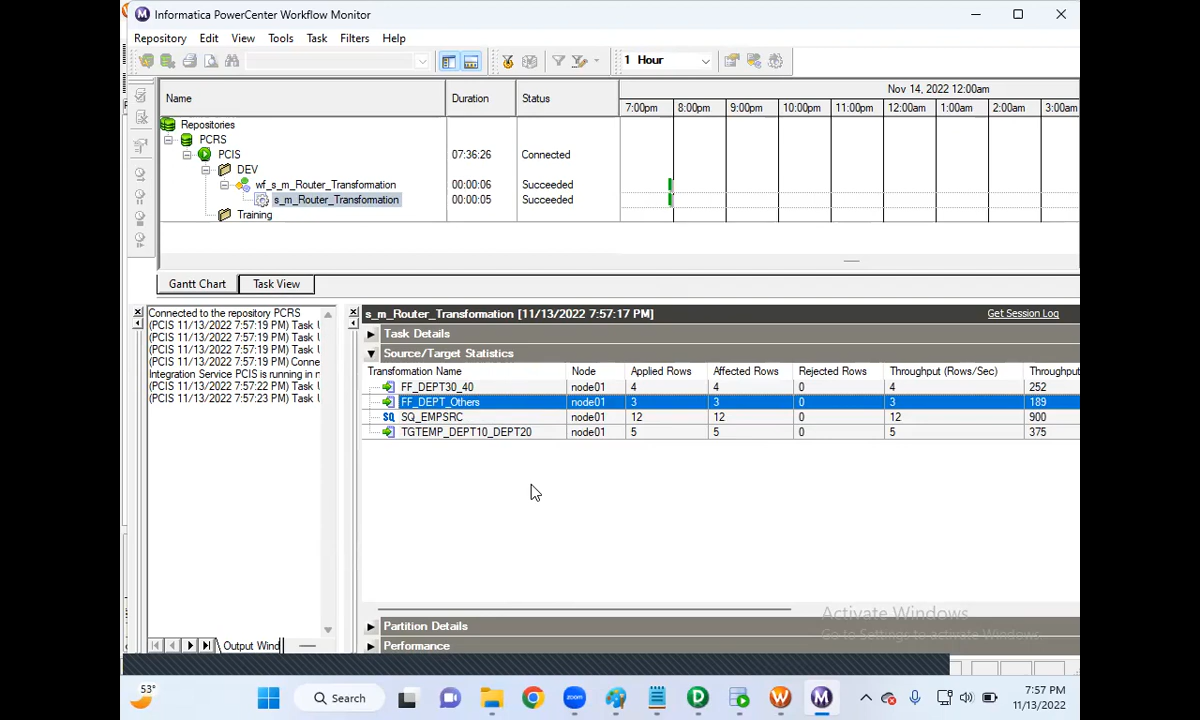 Informatica PowerCenter Workflow Monitor
Repository Edit View Tools Task Filters Help
1 Hour
Name Duration Status Nov 14, 2022 12:00am
7:00pm 8:00pm 9:00pm 10:00pm 11:00pm 12:00am 1:00am 2:00am 3:00am
Repositories
PCRS
PCIS 07:36:26 Connected
DEV
wf_s_m_Router_Transformation 00:00:06 Succeeded
s_m_Router_Transformation 00:00:05 Succeeded
Training
Gantt Chart Task View
Connected to the repository PCRS
(PCIS 11/13/2022 7:57:19 PM) Task
(PCIS 11/13/2022 7:57:19 PM) Task
(PCIS 11/13/2022 7:57:19 PM) Task
(PCIS 11/13/2022 7:57:19 PM) Conne
Integration Service PCIS is running in
(PCIS 11/13/2022 7:57:22 PM) Task
(PCIS 11/13/2022 7:57:23 PM) Task
Output Wind
s_m_Router_Transformation [11/13/2022 7:57:17 PM] Get Session Log
Task Details
Source/Target Statistics
Transformation Name Node Applied Rows Affected Rows Rejected Rows Throughput (Rows/Sec) Throughput
FF_DEPT30_40 node01 4 4 0 4 252
FF_DEPT_Others node01 3 3 0 3 189
SQ SQ_EMPSRC node01 12 12 0 12 900
TGTEMP_DEPT10_DEPT20 node01 5 5 0 5 375
Activate Windows
Go to Settings to activate Windows.
Partition Details
Performance
53°
Search
zoom
7:57 PM
11/13/2022